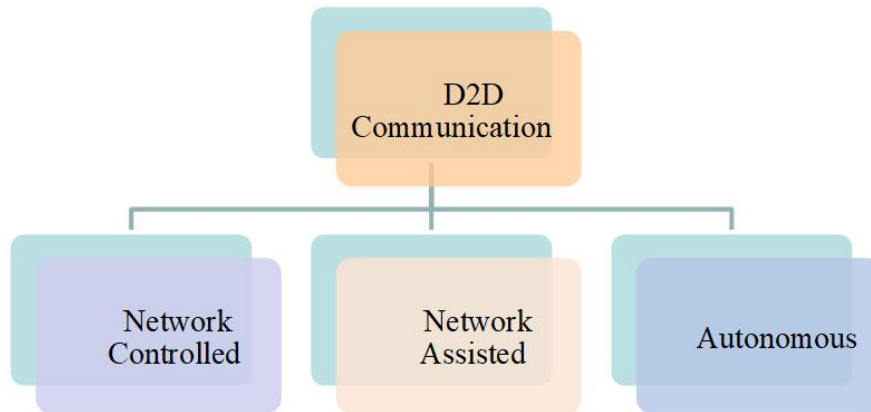 D2D
Communication
Network
Controlled
Network
Assisted
Autonomous